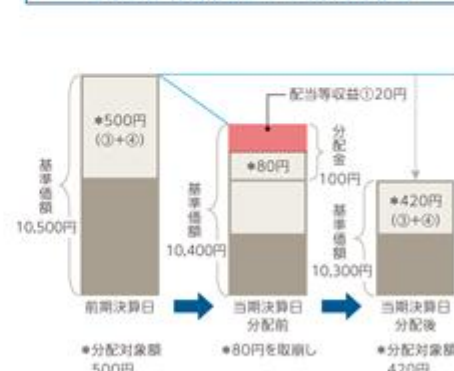 配当等収益①20円
*500円
(③+④)
*80円
分配金
100円
*420円
(③+④)
基準価額
10,500円
基準価額
10,400円
基準価額
10,300円
前期決算日
当期決算日
分配前
当期決算日
分配後
*分配対象額
500円
*80円を取崩し
*分配対象額
420円